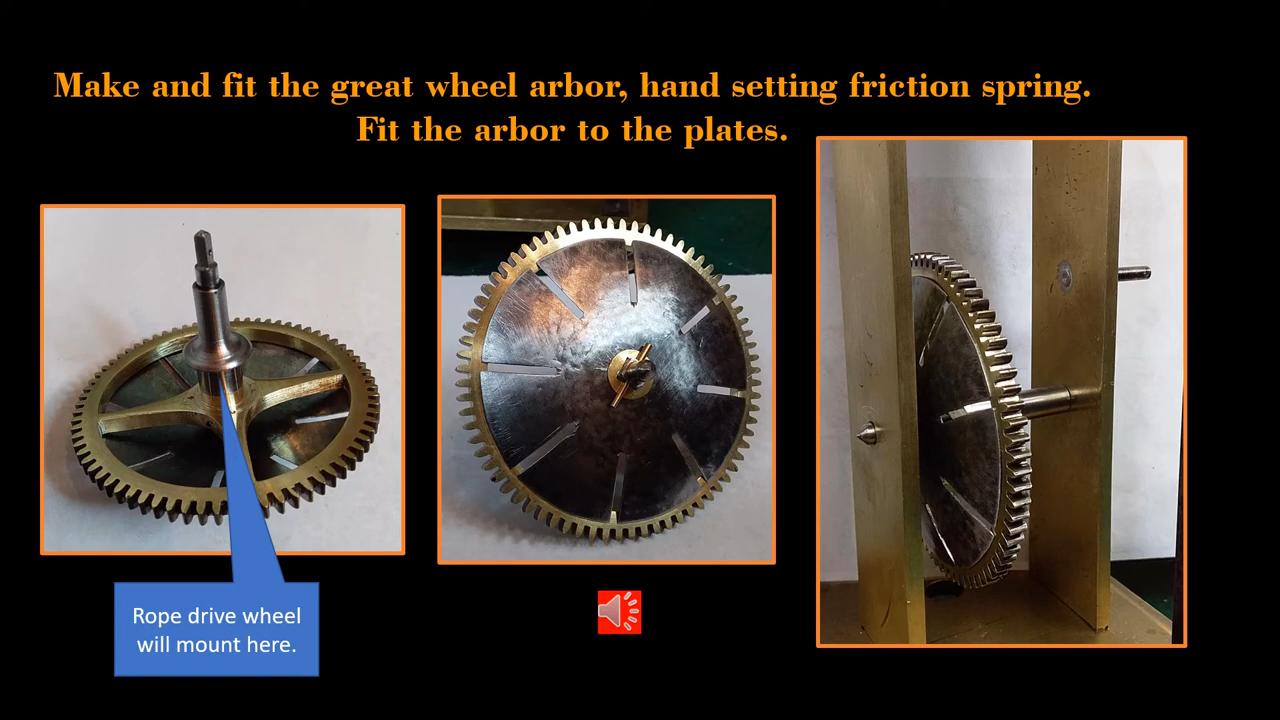 Make and fit the great wheel arbor, hand setting friction spring.
Fit the arbor to the plates.
Rope drive wheel
will mount here.